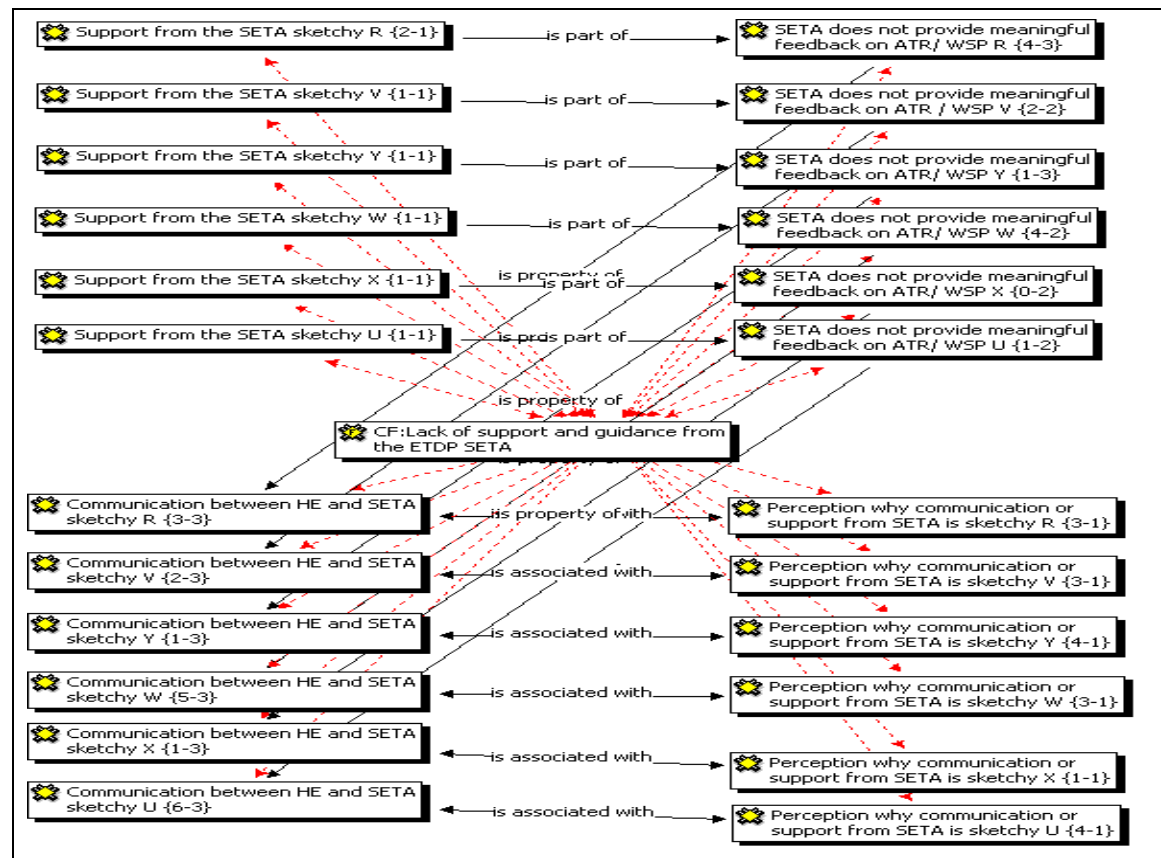 Support from the SETA sketchy R {2-1}
is part of
SETA does not provide meaningful
feedback on ATR/ WSP R {4-3}
Support from the SETA sketchy V {1-1}
is part of
SETA does not provide meaningful
feedback on ATR / WSP V {2-2}
Support from the SETA sketchy Y {1-1}
is part of
SETA does not provide meaningful
feedback on ATR/ WSP Y {1-3}
Support from the SETA sketchy W {1-1}
is part of
SETA does not provide meaningful
feedback on ATR/ WSP W {4-2}
is property of
Support from the SETA sketchy X {1-1}
is part of
SETA does not provide meaningful
feedback on ATR/ WSP X {0-2}
Support from the SETA sketchy U {1-1}
is part of
SETA does not provide meaningful
feedback on ATR/ WSP U {1-2}
is property of
CF:Lack of support and guidance from
the ETDP SETA
Communication between HE and SETA
sketchy R {3-3}
is property of
Perception why communication or
support from SETA is sketchy R {3-1}
Communication between HE and SETA
sketchy V {2-3}
is associated with
Perception why communication or
support from SETA is sketchy V {3-1}
Communication between HE and SETA
sketchy Y {1-3}
is associated with
Perception why communication or
support from SETA is sketchy Y {4-1}
Communication between HE and SETA
sketchy W {5-3}
is associated with
Perception why communication or
support from SETA is sketchy W {3-1}
Communication between HE and SETA
sketchy X {1-3}
is associated with
Perception why communication or
support from SETA is sketchy X {1-1}
Communication between HE and SETA
sketchy U {6-3}
is associated with
Perception why communication or
support from SETA is sketchy U {4-1}